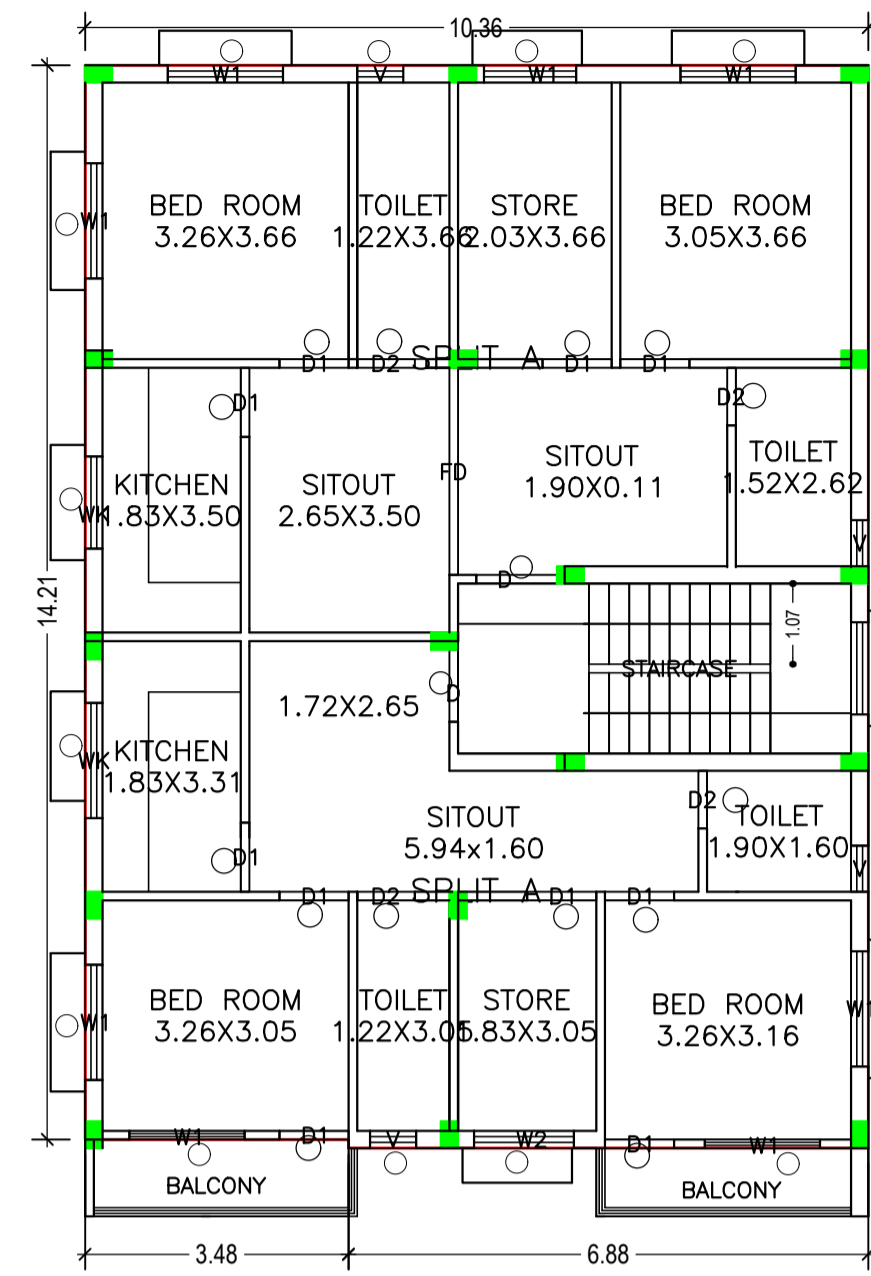 10.36
W1
V
W1
W1
BED ROOM
3.26X3.66
TOILET
1.22X3.66
STORE
2.03X3.66
BED ROOM
3.05X3.66
W1
SPLIT A
D1
D2
D1
D1
D1
D2
KITCHEN
1.83X3.50
SITOUT
2.65X3.50
FD
SITOUT
1.90X0.11
TOILET
1.52X2.62
WK
V
D
14.21
1.07
STAIRCASE
D
1.72X2.65
KITCHEN
1.83X3.31
WK
D2
TOILET
1.90X1.60
SITOUT
5.94x1.60
D1
V
SPLIT A
D1
D2
D1
D1
BED ROOM
3.26X3.05
TOILET
1.22X3.05
STORE
1.83X3.05
BED ROOM
3.26X3.16
W1
W1
W1
D1
V
W2
D1
W1
BALCONY
BALCONY
3.48
6.88